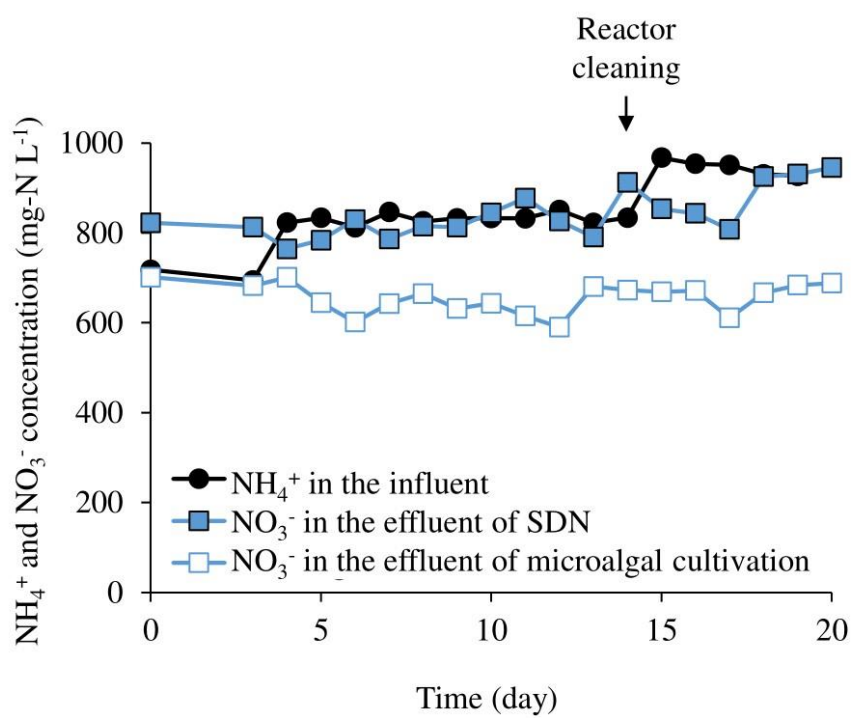 Reactor
cleaning
NH₄⁺ and NO₃⁻ concentration (mg-N L⁻¹)
1000
800
600
400
200
0
NH₄⁺ in the influent
NO₃⁻ in the effluent of SDN
NO₃⁻ in the effluent of microalgal cultivation
0 5 10 15 20
Time (day)